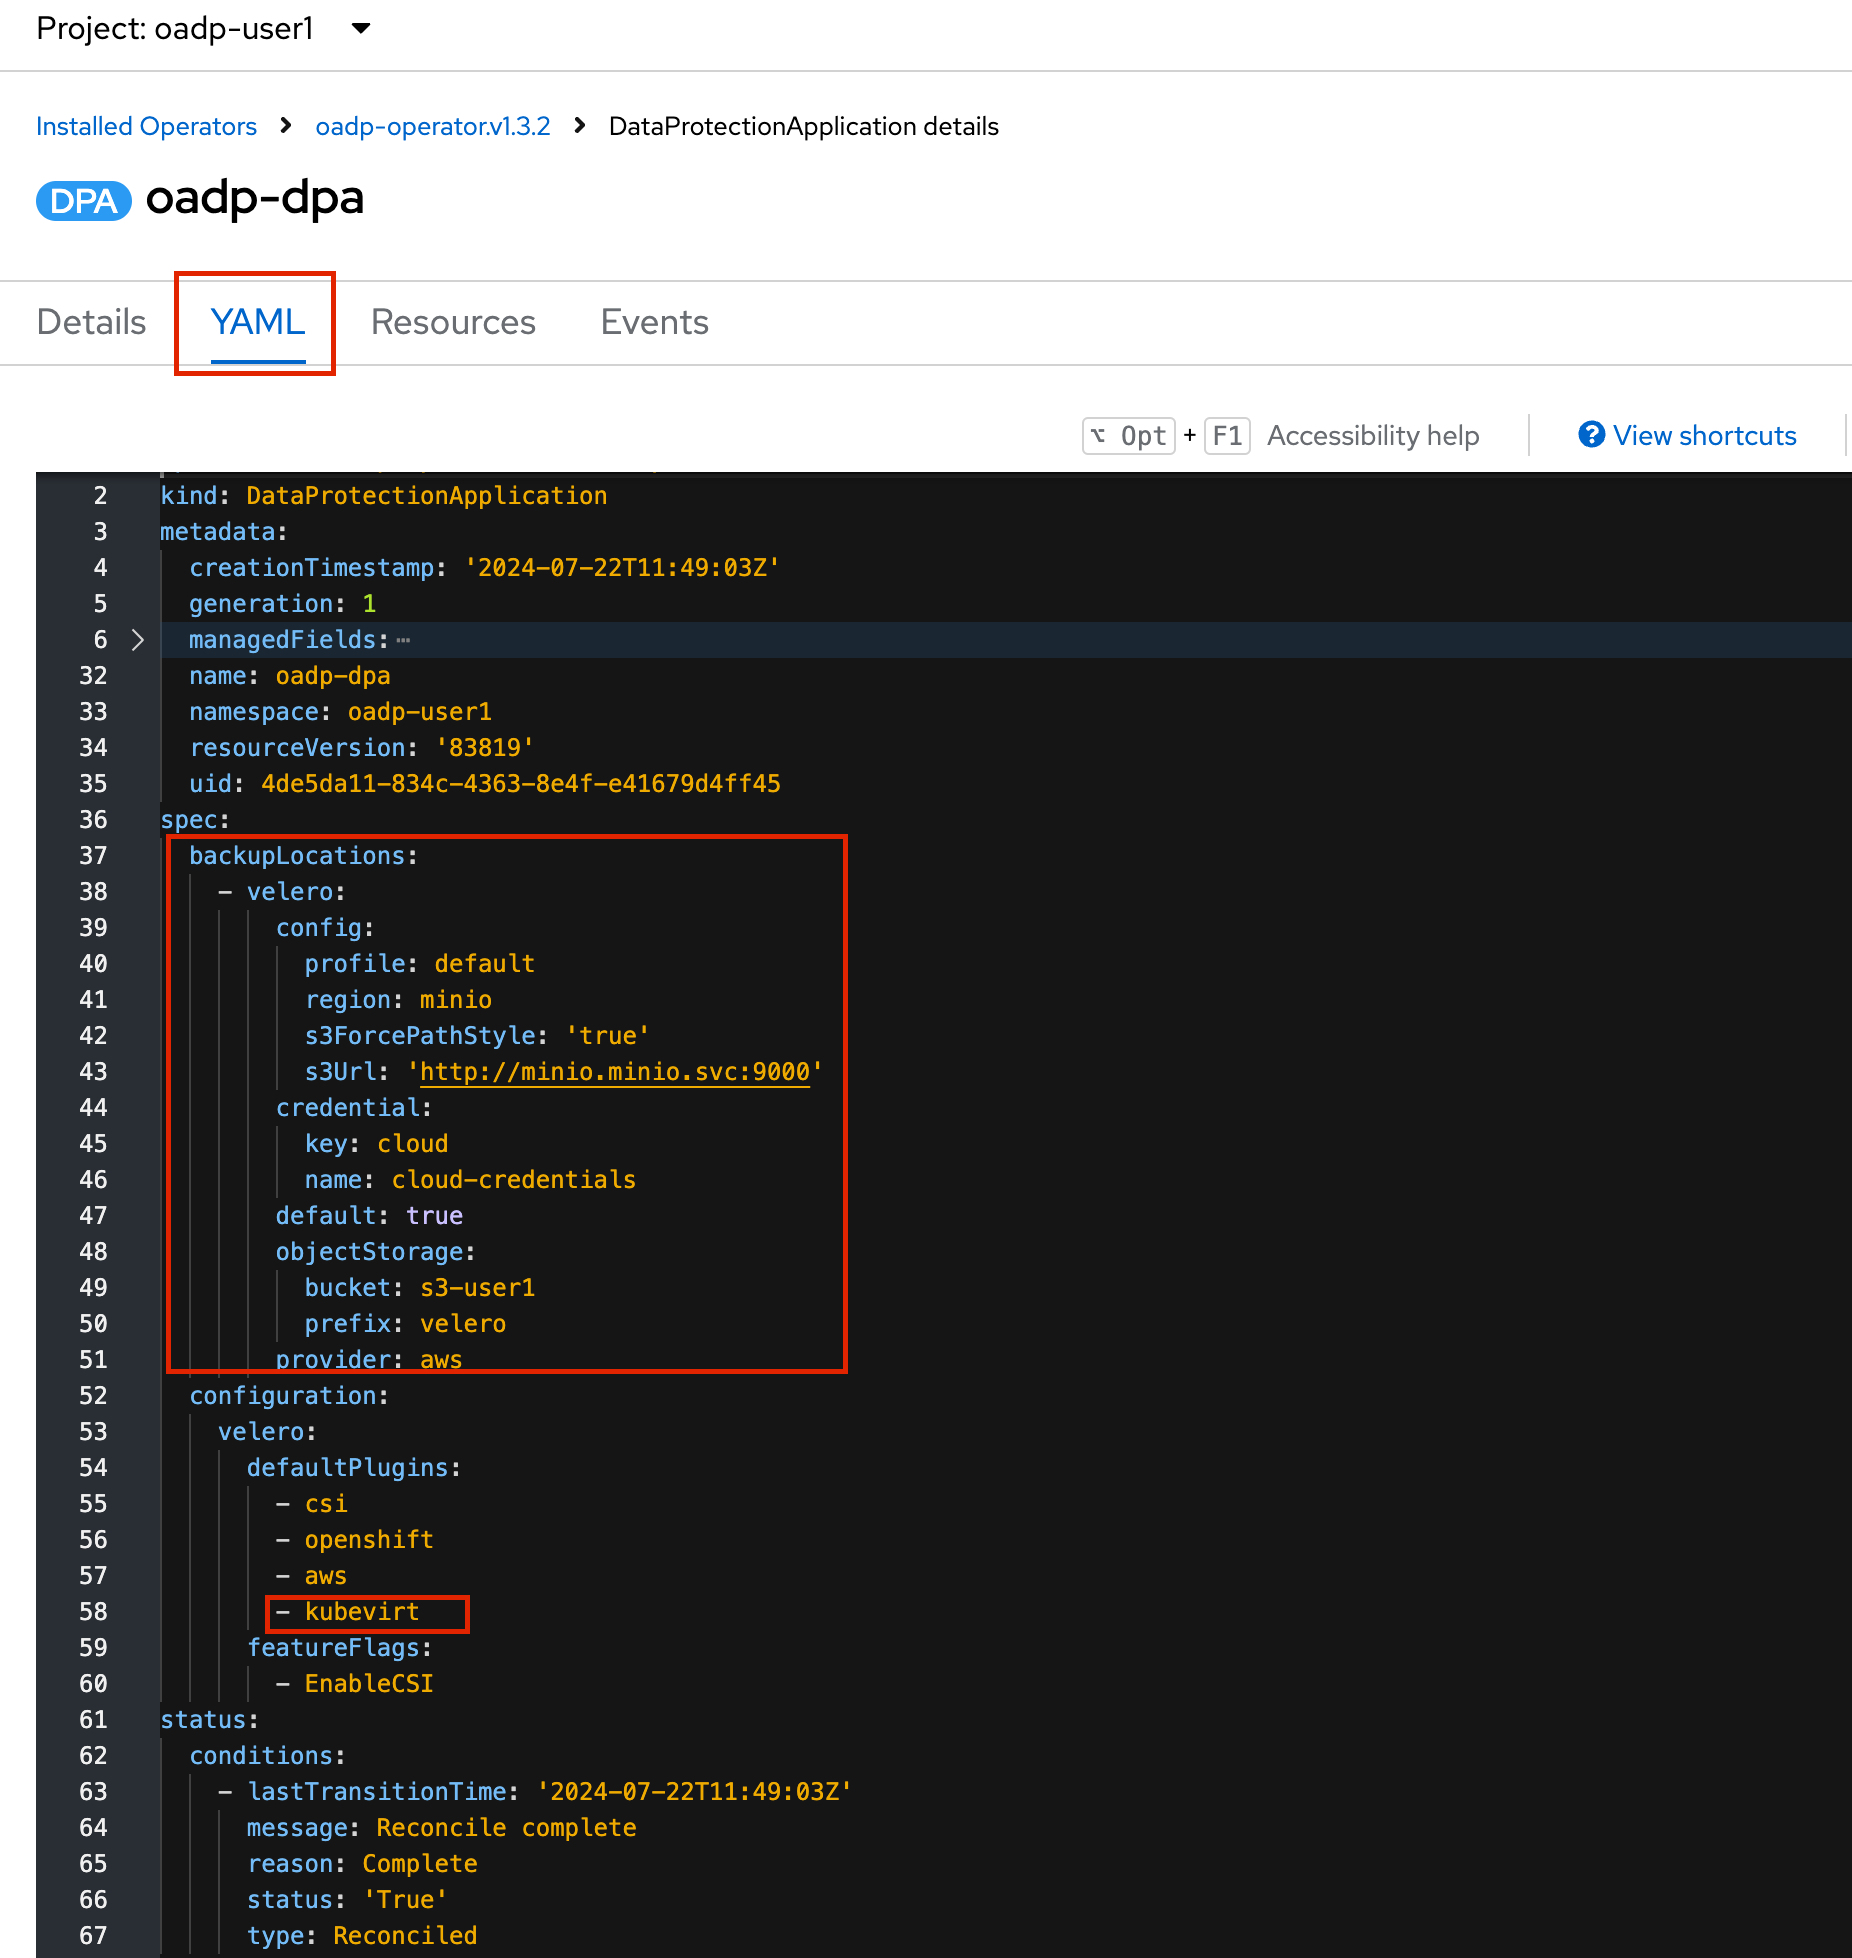 Project: oadp-user1
Installed Operators > oadp-operator.v1.3.2 > DataProtectionApplication details
DPA oadp-dpa
Details YAML Resources Events
⌥ Opt + F1 Accessibility help View shortcuts
2 kind: DataProtectionApplication
3 metadata:
4 creationTimestamp: '2024-07-22T11:49:03Z'
5 generation: 1
6 managedFields: ⋯
32 name: oadp-dpa
33 namespace: oadp-user1
34 resourceVersion: '83819'
35 uid: 4de5da11-834c-4363-8e4f-e41679d4ff45
36 spec:
37 backupLocations:
38 - velero:
39 config:
40 profile: default
41 region: minio
42 s3ForcePathStyle: 'true'
43 s3Url: 'http://minio.minio.svc:9000'
44 credential:
45 key: cloud
46 name: cloud-credentials
47 default: true
48 objectStorage:
49 bucket: s3-user1
50 prefix: velero
51 provider: aws
52 configuration:
53 velero:
54 defaultPlugins:
55 - csi
56 - openshift
57 - aws
58 - kubevirt
59 featureFlags:
60 - EnableCSI
61 status:
62 conditions:
63 - lastTransitionTime: '2024-07-22T11:49:03Z'
64 message: Reconcile complete
65 reason: Complete
66 status: 'True'
67 type: Reconciled